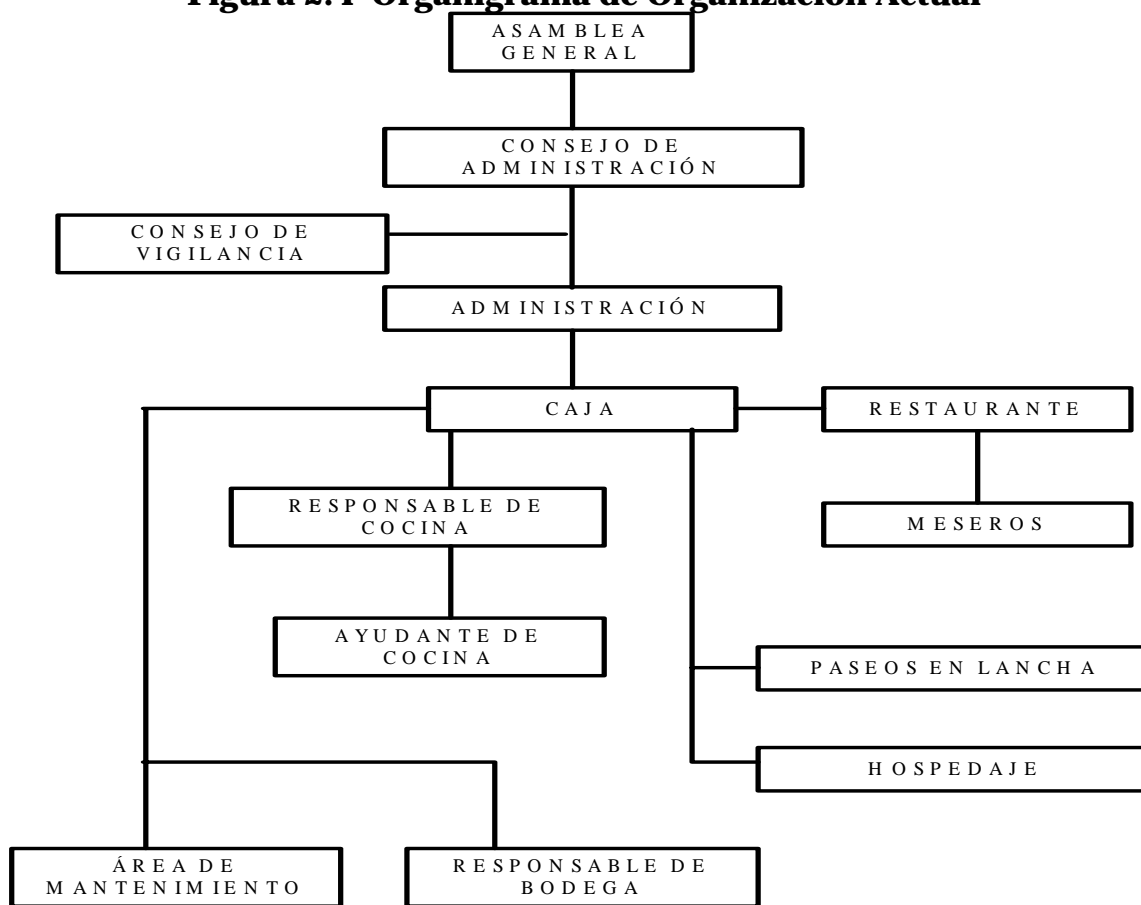 Figura 2.1 Organigrama de Organización Actual
ASAMBLEA
GENERAL
CONSEJO DE
ADMINISTRACIÓN
CONSEJO DE
VIGILANCIA
ADMINISTRACIÓN
CAJA
RESTAURANTE
RESPONSABLE DE
COCINA
MESEROS
AYUDANTE DE
COCINA
PASEOS EN LANCHA
HOSPEDAJE
ÁREA DE
MANTENIMIENTO
RESPONSABLE DE
BODEGA